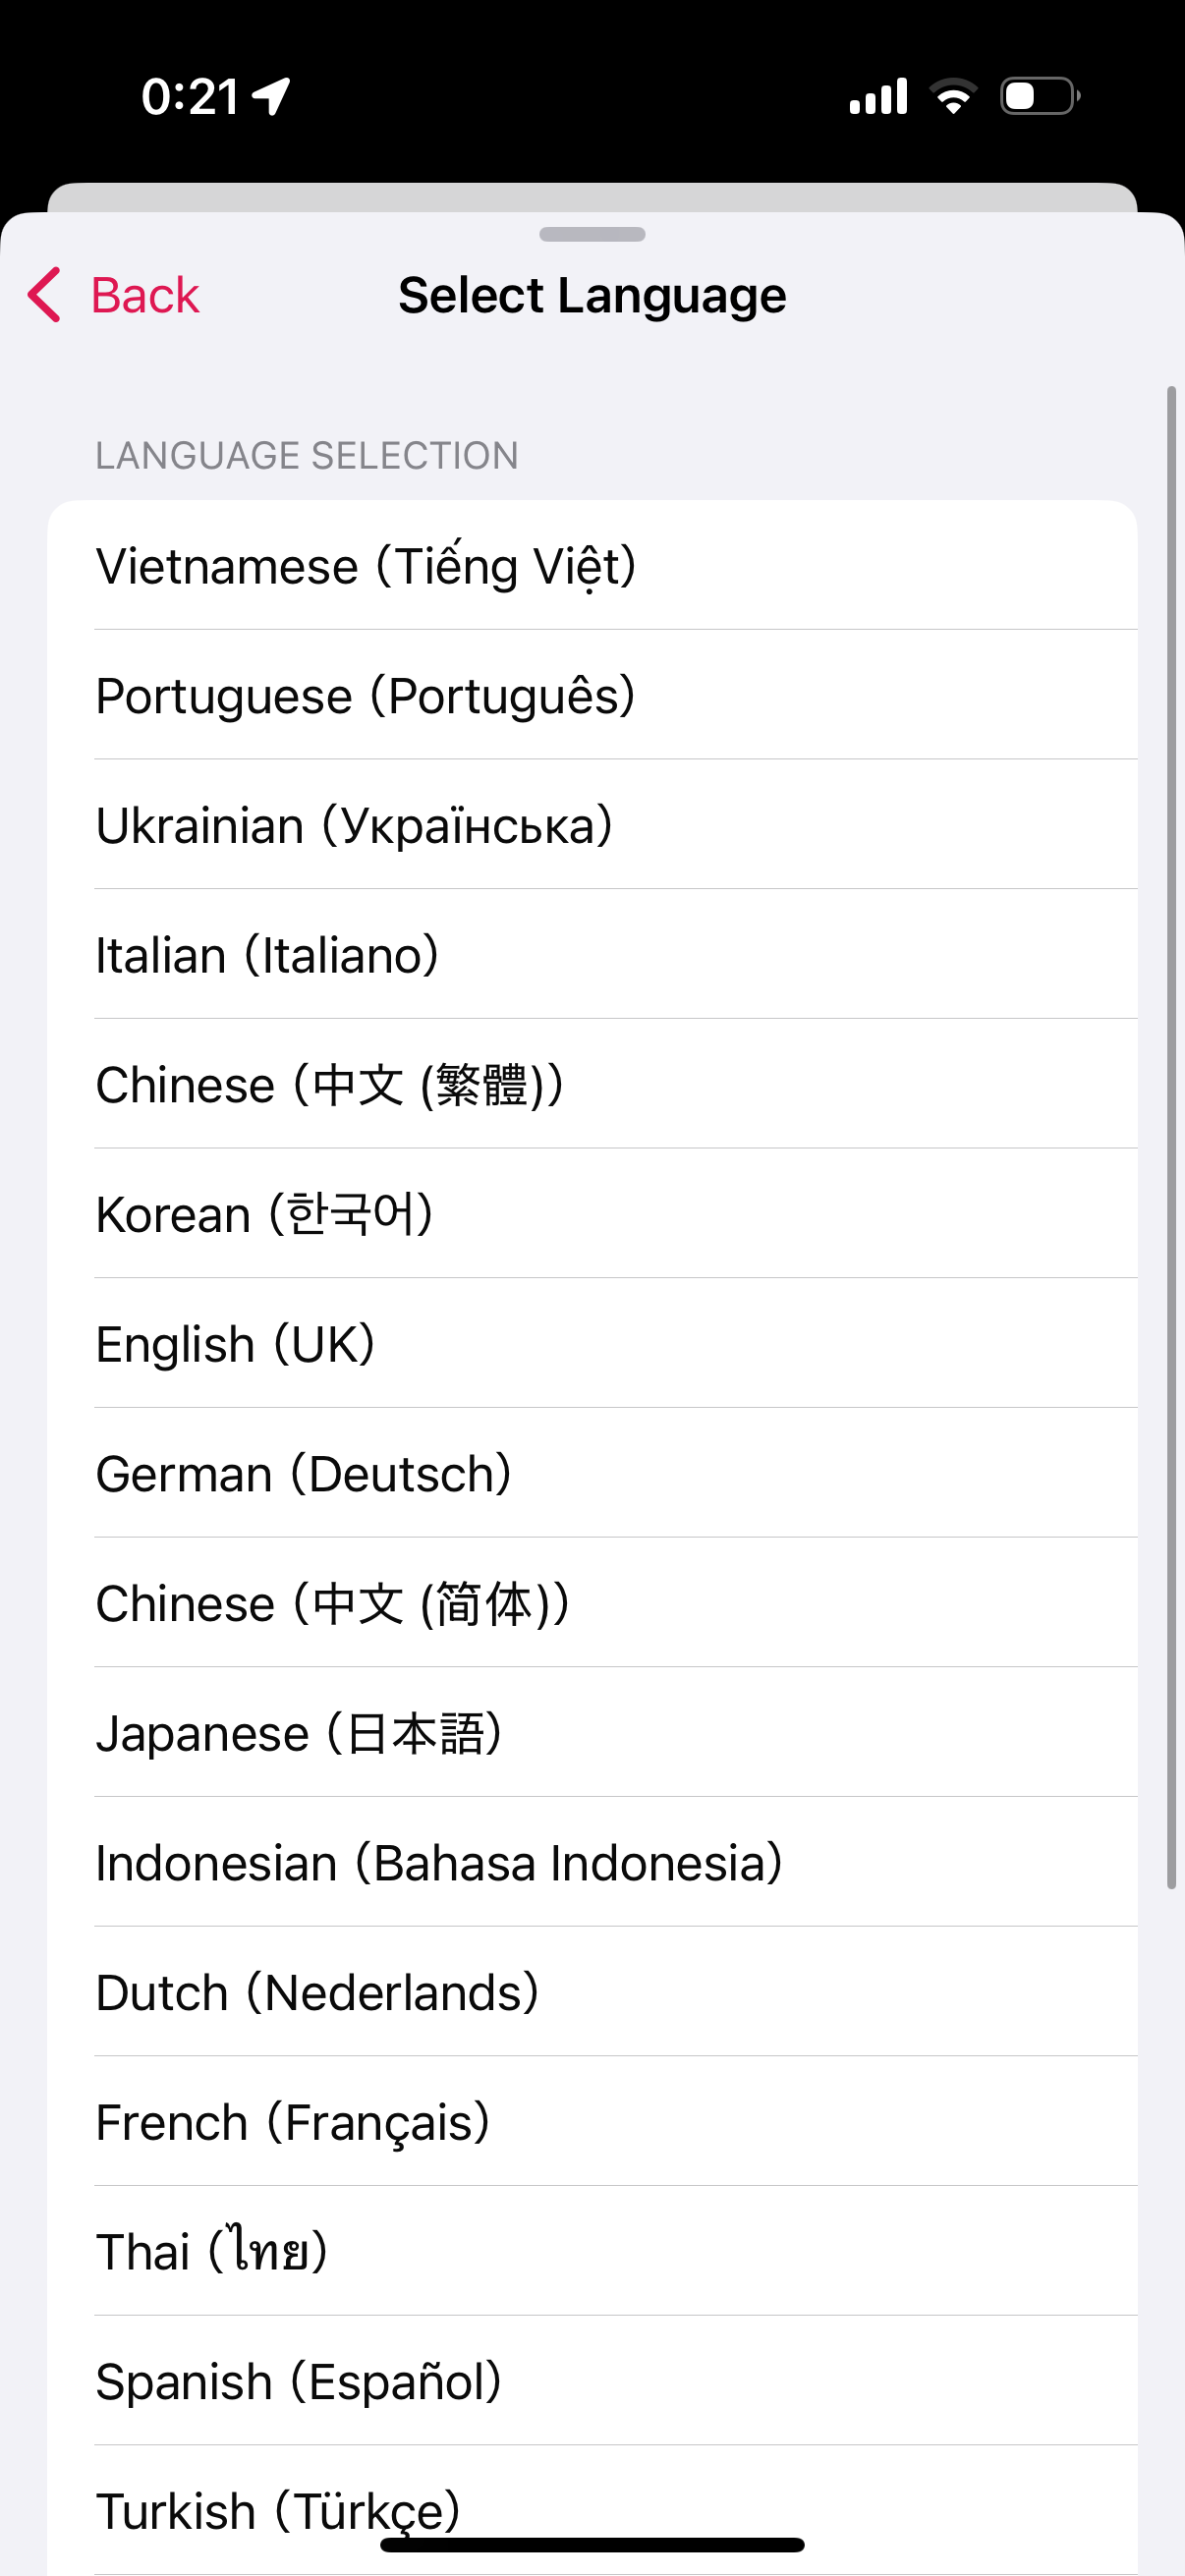 0:21
Back
Select Language
LANGUAGE SELECTION
Vietnamese (Tiếng Việt)
Portuguese (Português)
Ukrainian (Українська)
Italian (Italiano)
Chinese (中文 (繁體))
Korean (한국어)
English (UK)
German (Deutsch)
Chinese (中文 (简体))
Japanese (日本語)
Indonesian (Bahasa Indonesia)
Dutch (Nederlands)
French (Français)
Thai (ไทย)
Spanish (Español)
Turkish (Türkçe)